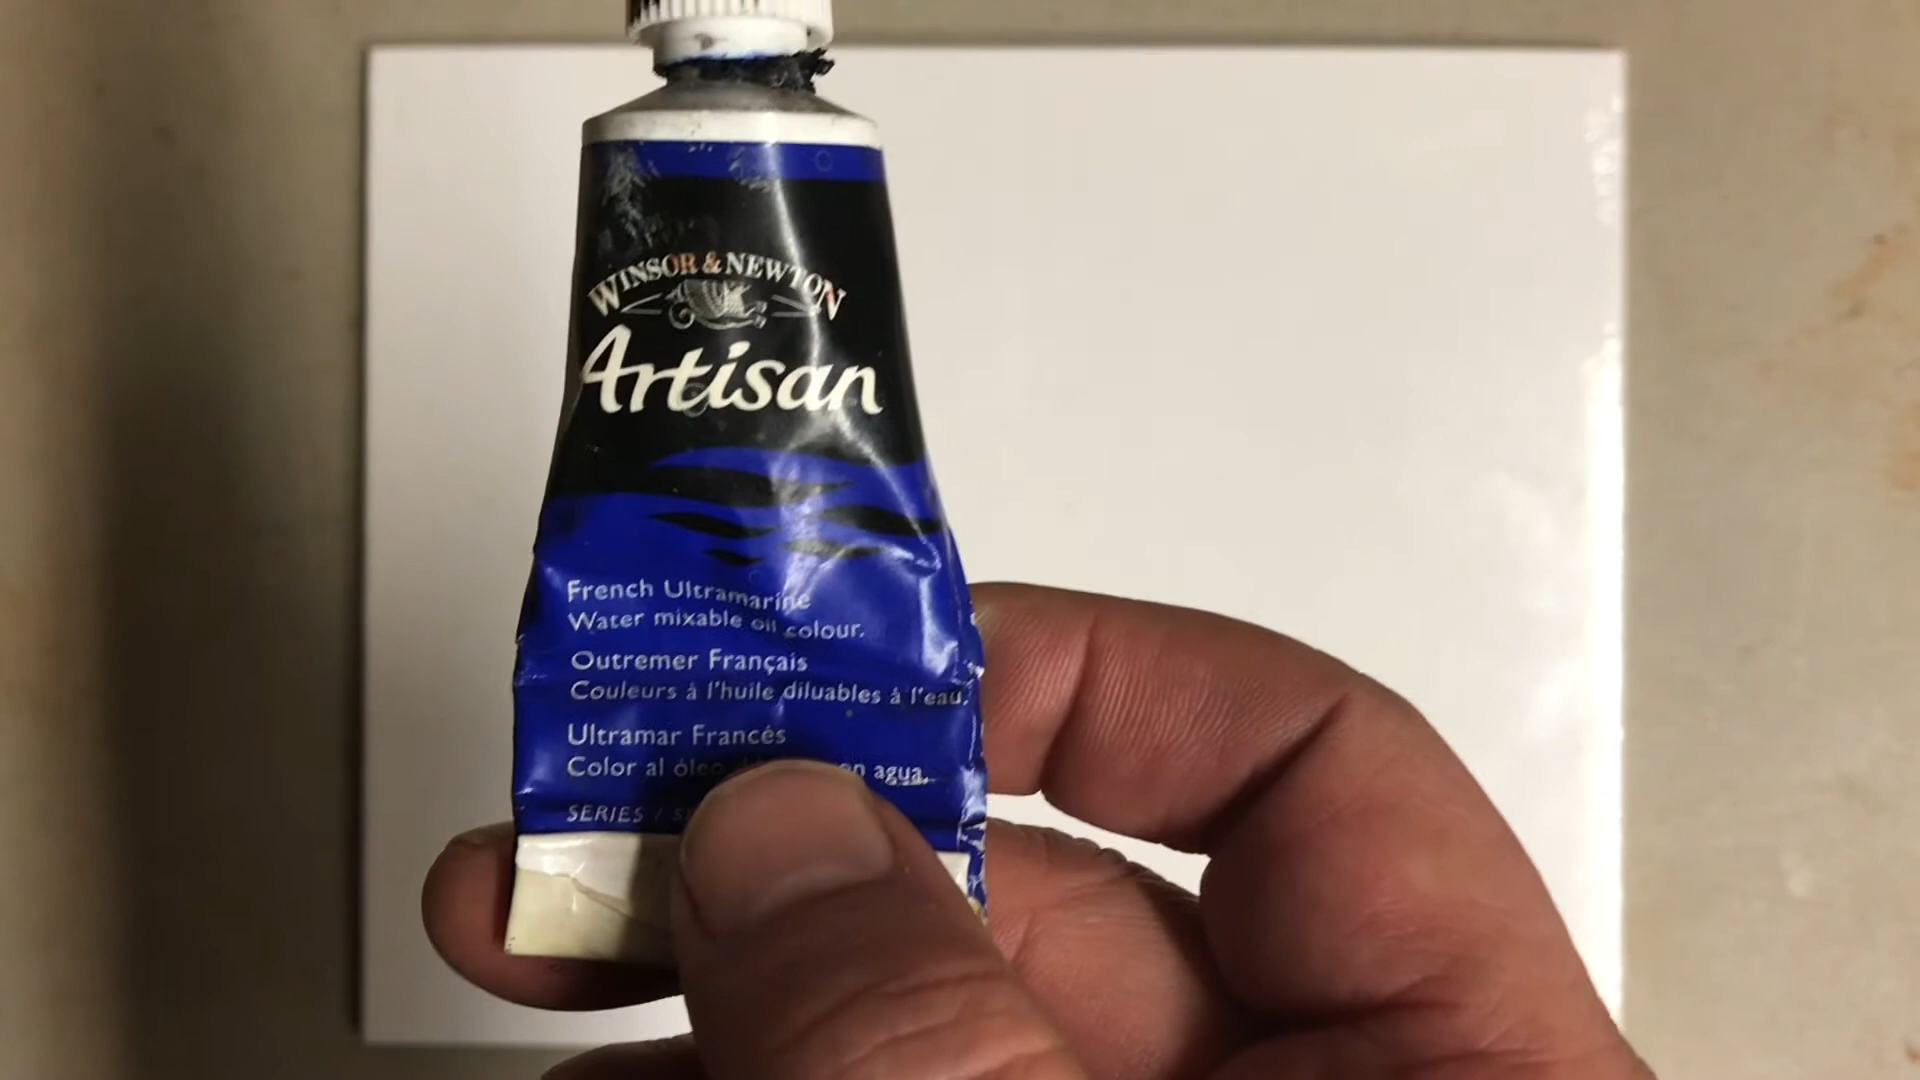 WINSOR & NEWTON
Artisan
French Ultramarine
Water mixable oil colour.
Outremer Français
Couleurs à l'huile diluables à l'eau.
Ultramar Francés
Color al óleo agua.
SERIES /